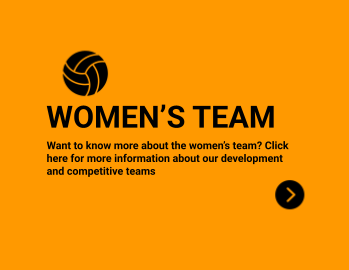 WOMEN’S TEAM
Want to know more about the women’s team? Click
here for more information about our development
and competitive teams